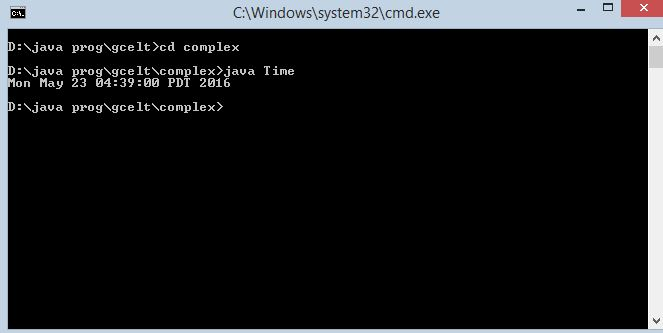 C:\Windows\system32\cmd.exe
D:\java prog\gcelt>cd complex
D:\java prog\gcelt\complex>java Time
Mon May 23 04:39:00 PDT 2016
D:\java prog\gcelt\complex>